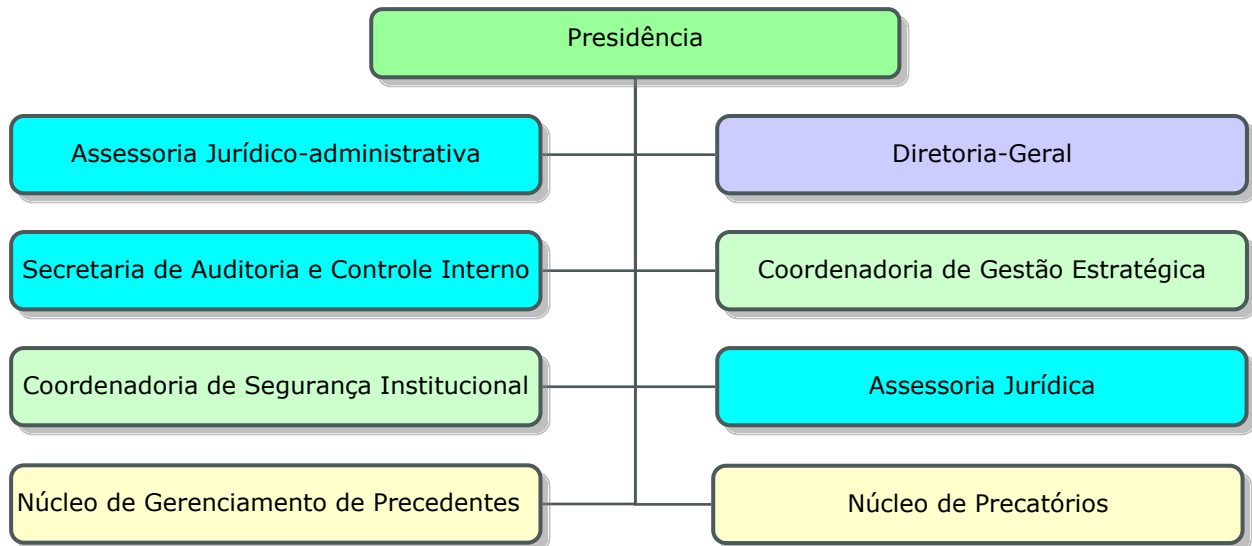 Presidência
Assessoria Jurídico-administrativa
Diretoria-Geral
Secretaria de Auditoria e Controle Interno
Coordenadoria de Gestão Estratégica
Coordenadoria de Segurança Institucional
Assessoria Jurídica
Núcleo de Gerenciamento de Precedentes
Núcleo de Precatórios